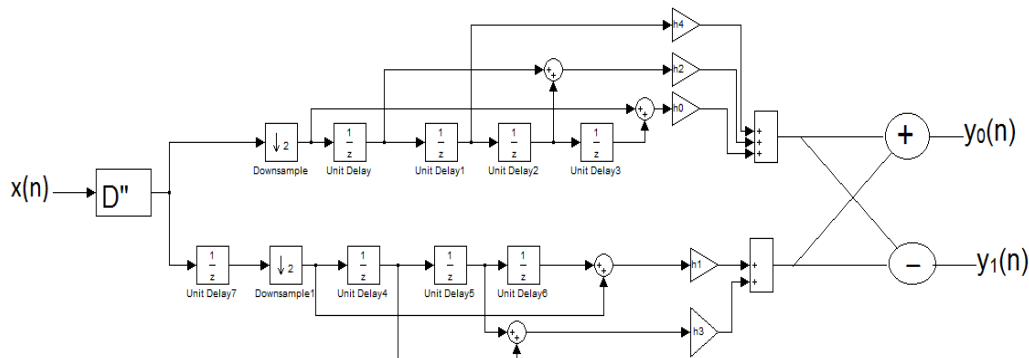 h4
h2
h0
+
+
+
+
+
+
+
1
z
1
z
1
z
1
z
↓ 2
Downsample
Unit Delay
Unit Delay1
Unit Delay2
Unit Delay3
+
y₀(n)
x(n)
D"
1
z
↓ 2
1
z
1
z
1
z
+
+
h1
+
+
−
y₁(n)
Unit Delay7
Downsample1
Unit Delay4
Unit Delay5
Unit Delay6
h3
+
+